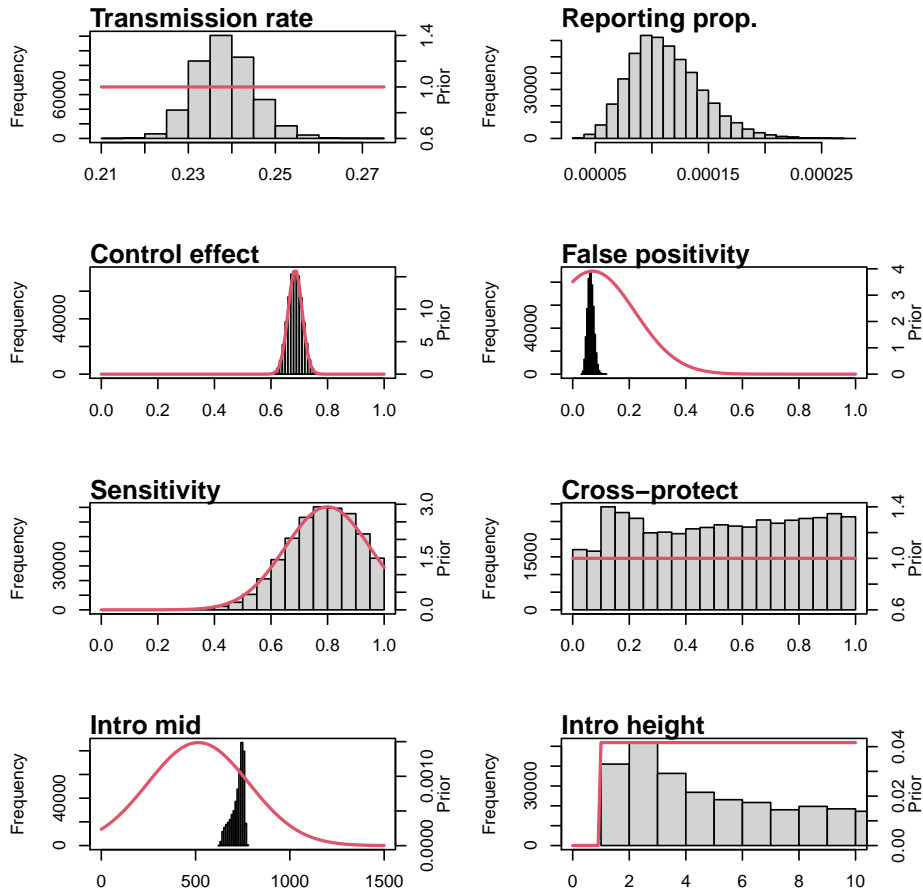 Transmission rate
Frequency
0 60000
0.6 1.0 1.4
Prior
0.21 0.23 0.25 0.27
Reporting prop.
Frequency
0 30000
0.00005 0.00015 0.00025
Control effect
Frequency
0 40000
0 5 10
Prior
0.0 0.2 0.4 0.6 0.8 1.0
False positivity
Frequency
0 40000
0 1 2 3 4
Prior
0.0 0.2 0.4 0.6 0.8 1.0
Sensitivity
Frequency
0 30000
0.0 1.5 3.0
Prior
0.0 0.2 0.4 0.6 0.8 1.0
Cross−protect
Frequency
0 15000
0.6 1.0 1.4
Prior
0.0 0.2 0.4 0.6 0.8 1.0
Intro mid
Frequency
0 40000
0.0000 0.0010
Prior
0 500 1000 1500
Intro height
Frequency
0 30000
0.00 0.02 0.04
Prior
0 2 4 6 8 10